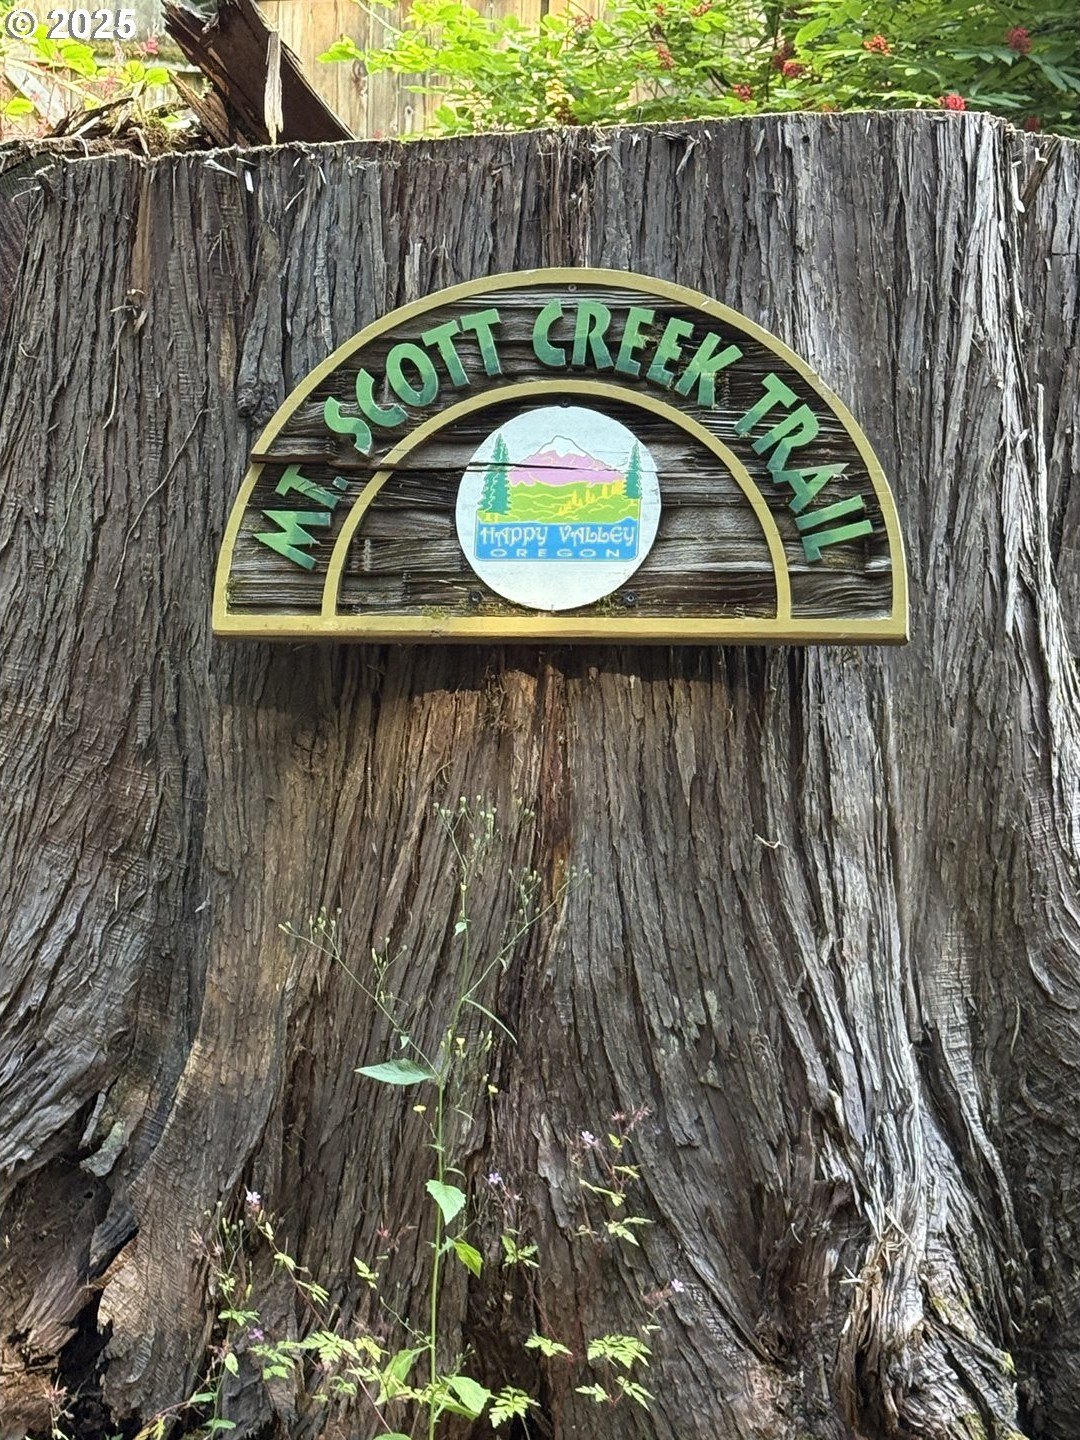 © 2025
MT. SCOTT CREEK TRAIL
HAPPY VALLEY
OREGON